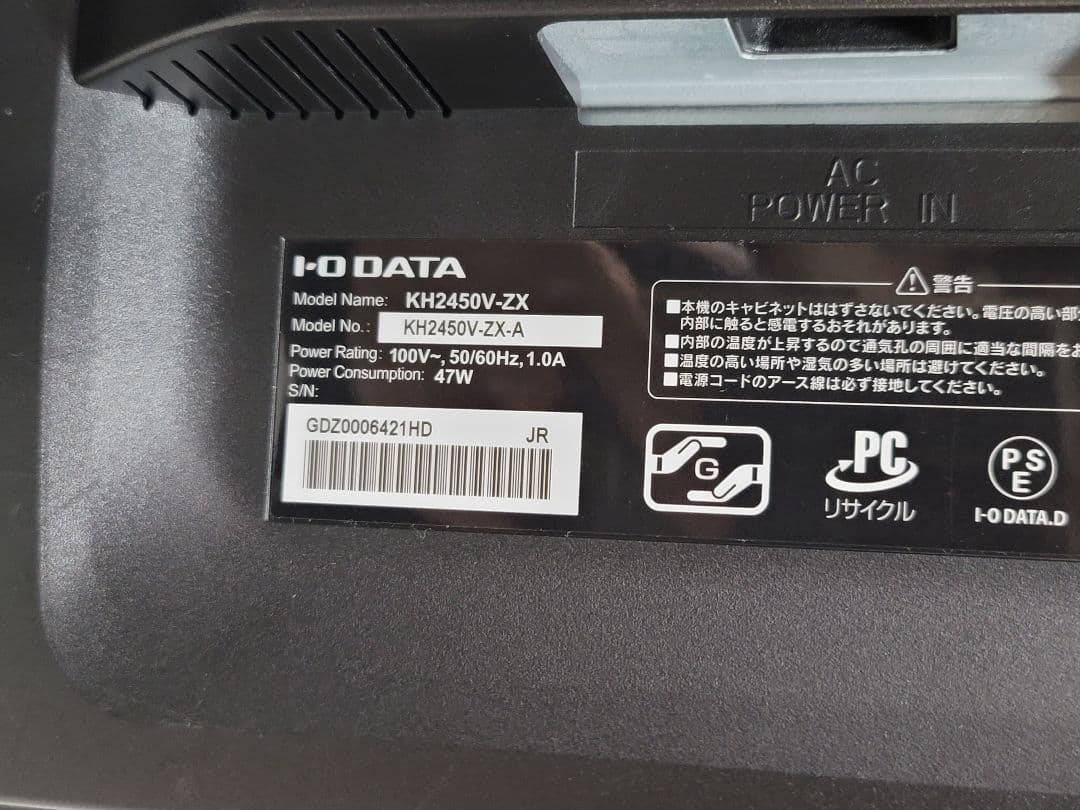 AC
POWER IN
I-O DATA
Model Name: KH2450V-ZX
Model No.: KH2450V-ZX-A
Power Rating: 100V~, 50/60Hz, 1.0A
Power Consumption: 47W
S/N:
GDZ0006421HD JR
警告
■本機のキャビネットははずさないでください。電圧の高い部
内部に触ると感電するおそれがあります。
■内部の温度が上昇するので通気孔の周囲に適当な間隔をお
■温度の高い場所や湿気の多い場所は避けてください。
■電源コードのアース線は必ず接地してください。
G
PC
リサイクル
PSE
I-O DATA.D